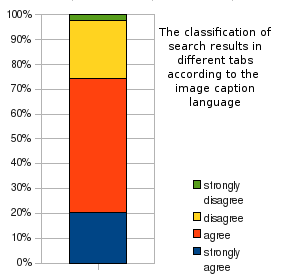 100%
90%
80%
70%
60%
50%
40%
30%
20%
10%
0%
The classification of
search results in
different tabs
according to the
image caption
language
strongly
disagree
disagree
agree
strongly
agree